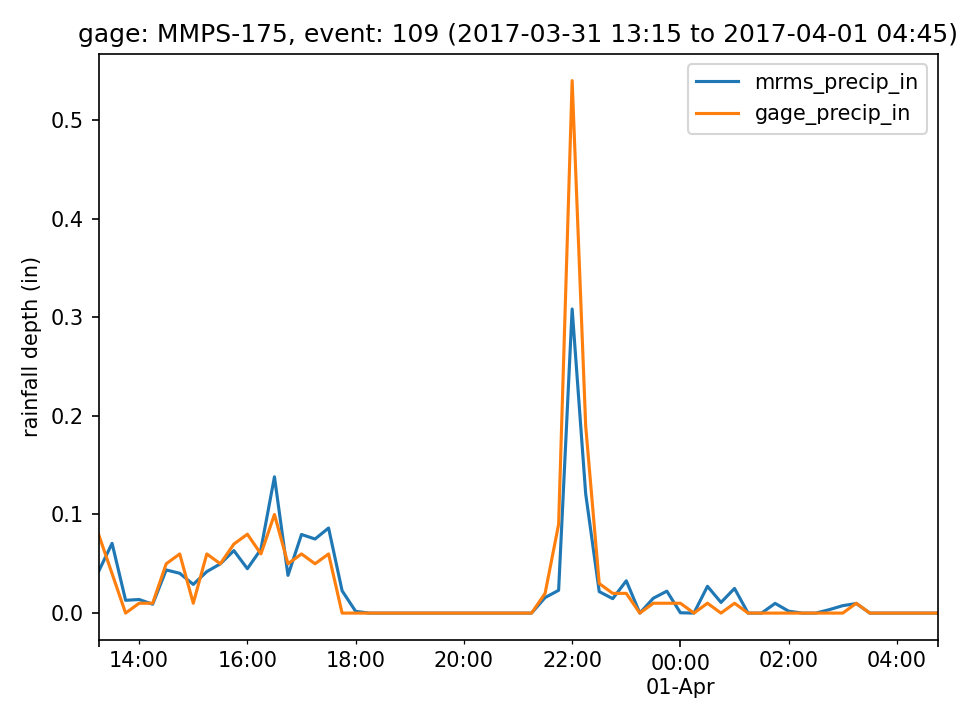 gage: MMPS-175, event: 109 (2017-03-31 13:15 to 2017-04-01 04:45)
mrms_precip_in
gage_precip_in
rainfall depth (in)
0.5
0.4
0.3
0.2
0.1
0.0
14:00 16:00 18:00 20:00 22:00 00:00 02:00 04:00
01-Apr